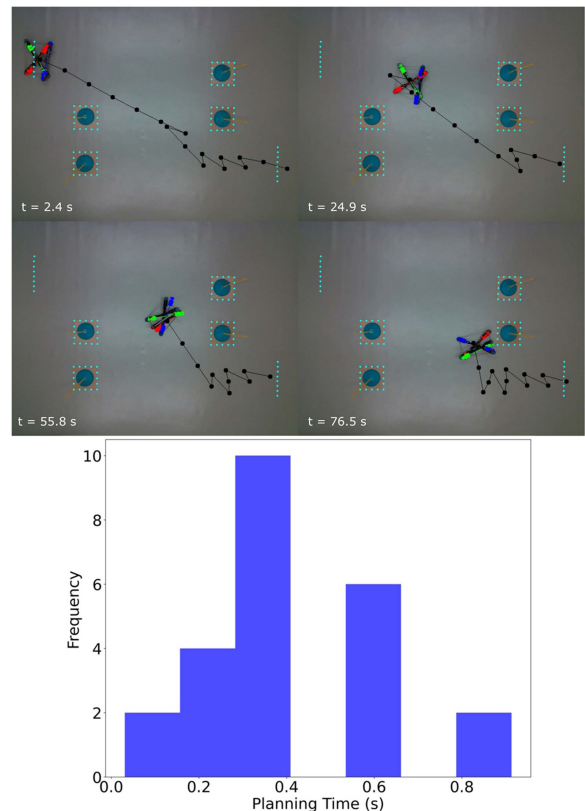 t = 2.4 s
t = 24.9 s
t = 55.8 s
t = 76.5 s
10
8
6
4
2
0
Frequency
0.0 0.2 0.4 0.6 0.8
Planning Time (s)